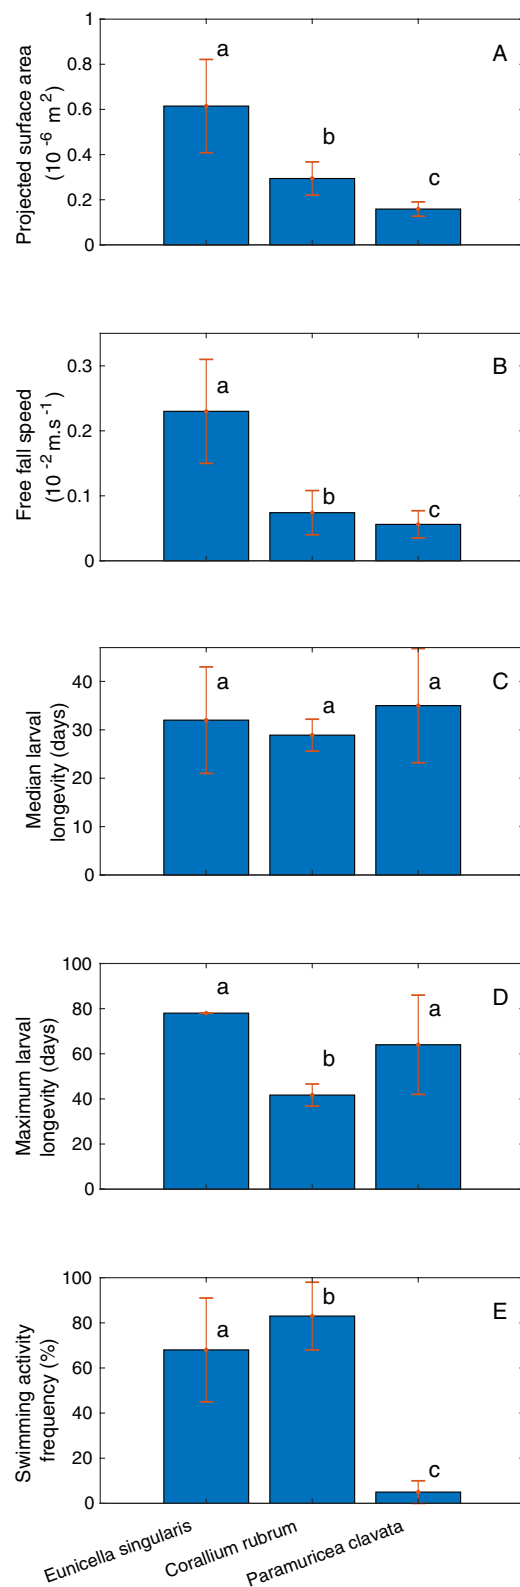 A
Projected surface area
(10 -6 m 2)
1
0.8
0.6
0.4
0.2
0
a
b
c
B
Free fall speed
(10 -2 m.s -1)
0.3
0.2
0.1
0
a
b
c
C
Median larval
longevity (days)
40
30
20
10
0
a
a
a
D
Maximum larval
longevity (days)
100
80
60
40
20
0
a
b
a
E
Swimming activity
frequency (%)
100
80
60
40
20
0
a
b
c
Eunicella singularis
Corallium rubrum
Paramuricea clavata